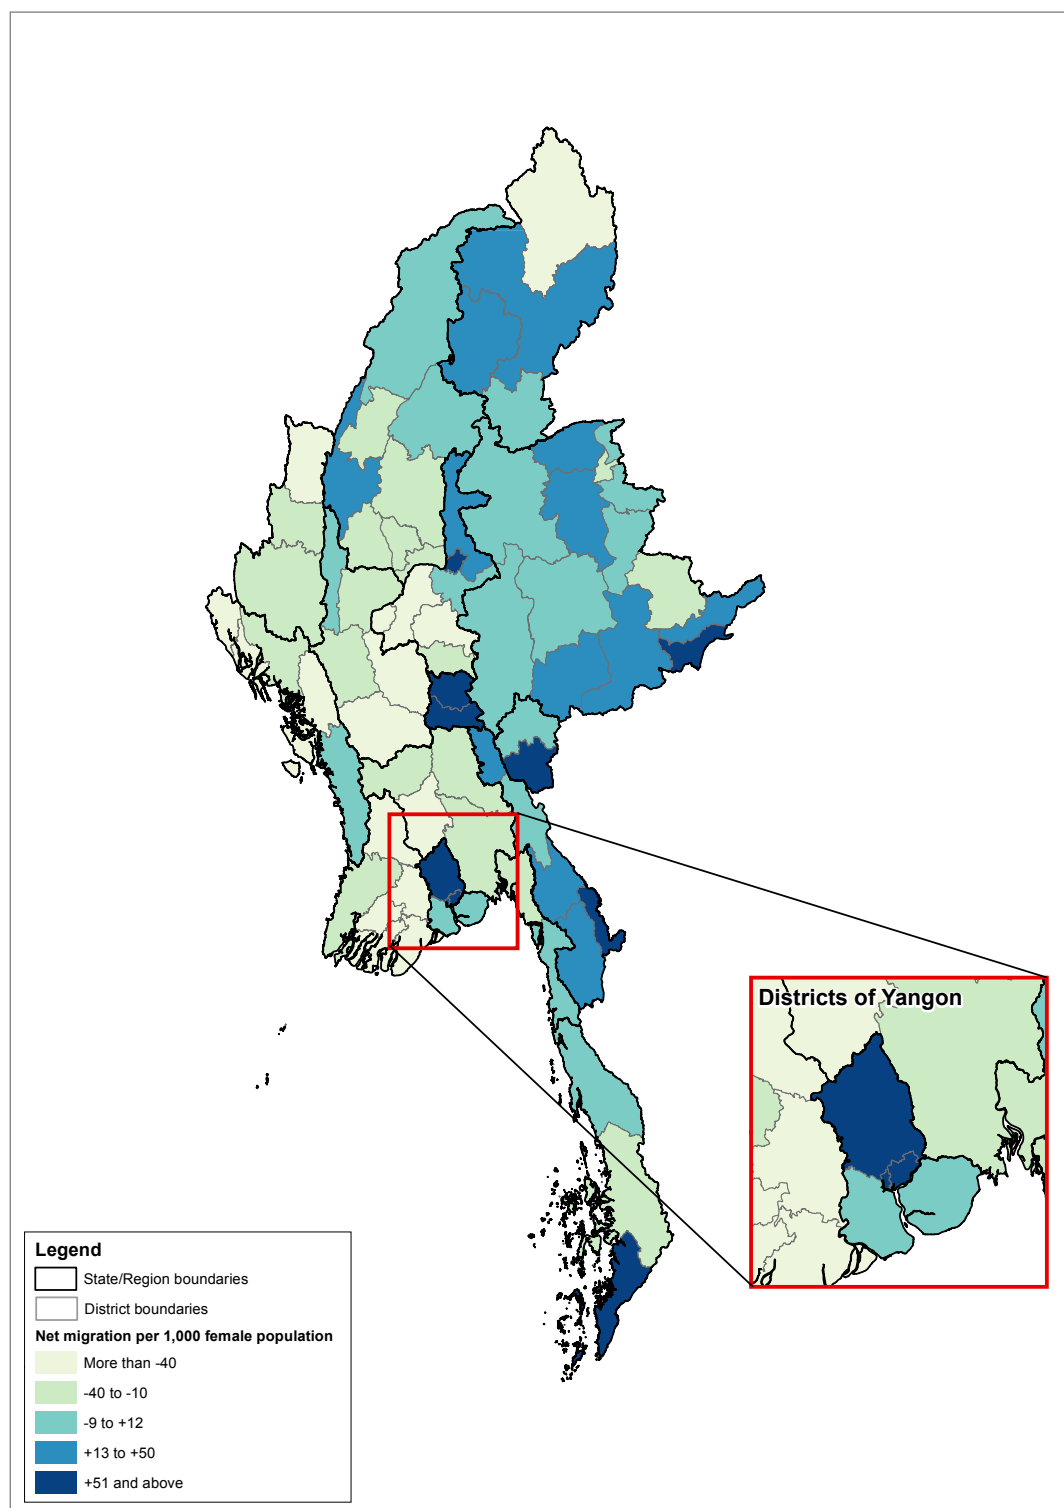 Districts of Yangon
Legend
State/Region boundaries
District boundaries
Net migration per 1,000 female population
More than -40
-40 to -10
-9 to +12
+13 to +50
+51 and above